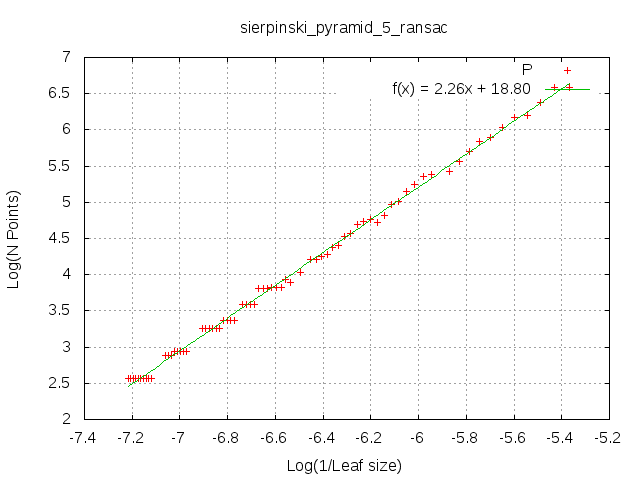 sierpinski_pyramid_5_ransac
7
6.5
6
5.5
5
4.5
4
3.5
3
2.5
2
Log(N Points)
P
f(x) = 2.26x + 18.80
-7.4 -7.2 -7 -6.8 -6.6 -6.4 -6.2 -6 -5.8 -5.6 -5.4 -5.2
Log(1/Leaf size)